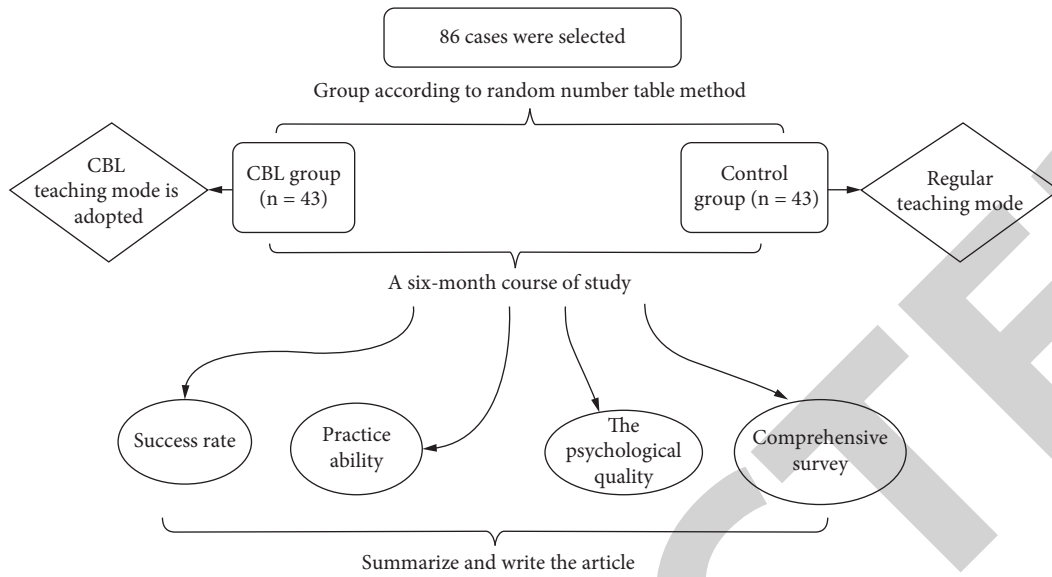 86 cases were selected
Group according to random number table method
CBL
teaching mode is
adopted
CBL group
(n = 43)
Control
group (n = 43)
Regular
teaching mode
A six-month course of study
Success rate
Practice
ability
The
psychological
quality
Comprehensive
survey
Summarize and write the article